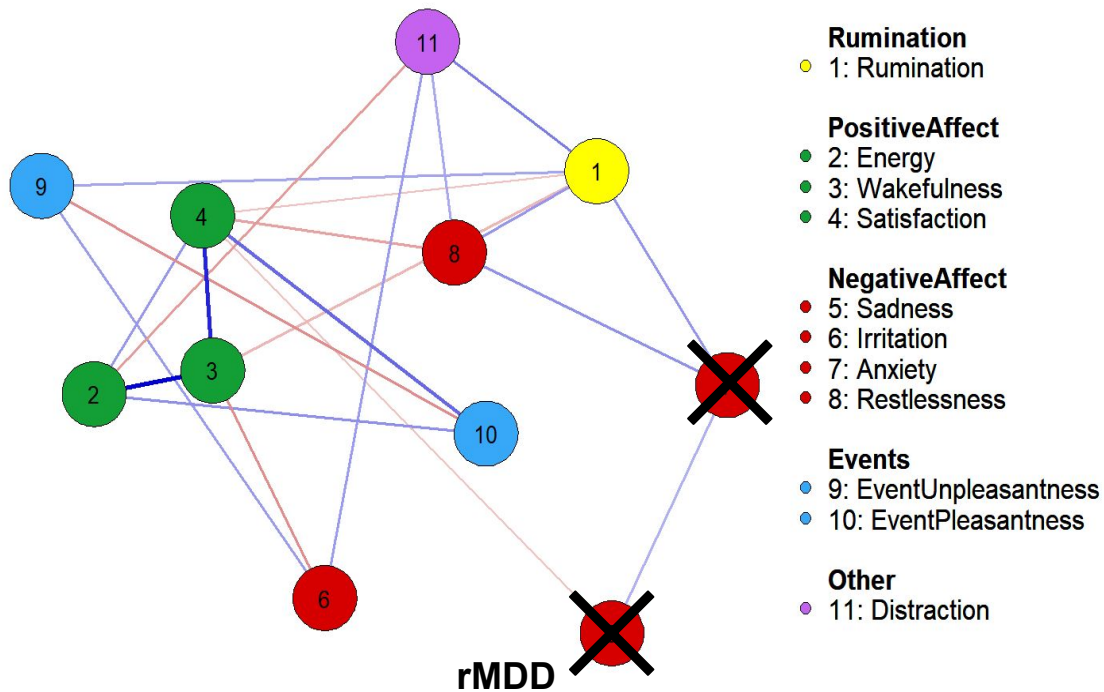 11
9
4
1
8
3
2
10
6
rMDD
Rumination
1: Rumination
PositiveAffect
2: Energy
3: Wakefulness
4: Satisfaction
NegativeAffect
5: Sadness
6: Irritation
7: Anxiety
8: Restlessness
Events
9: EventUnpleasantness
10: EventPleasantness
Other
11: Distraction